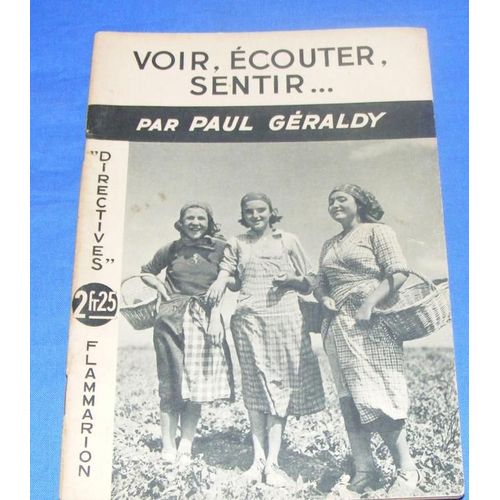 VOIR, ÉCOUTER,
SENTIR...
PAR PAUL GÉRALDY
"DIRECTIVES"
2fr25
FLAMMARION